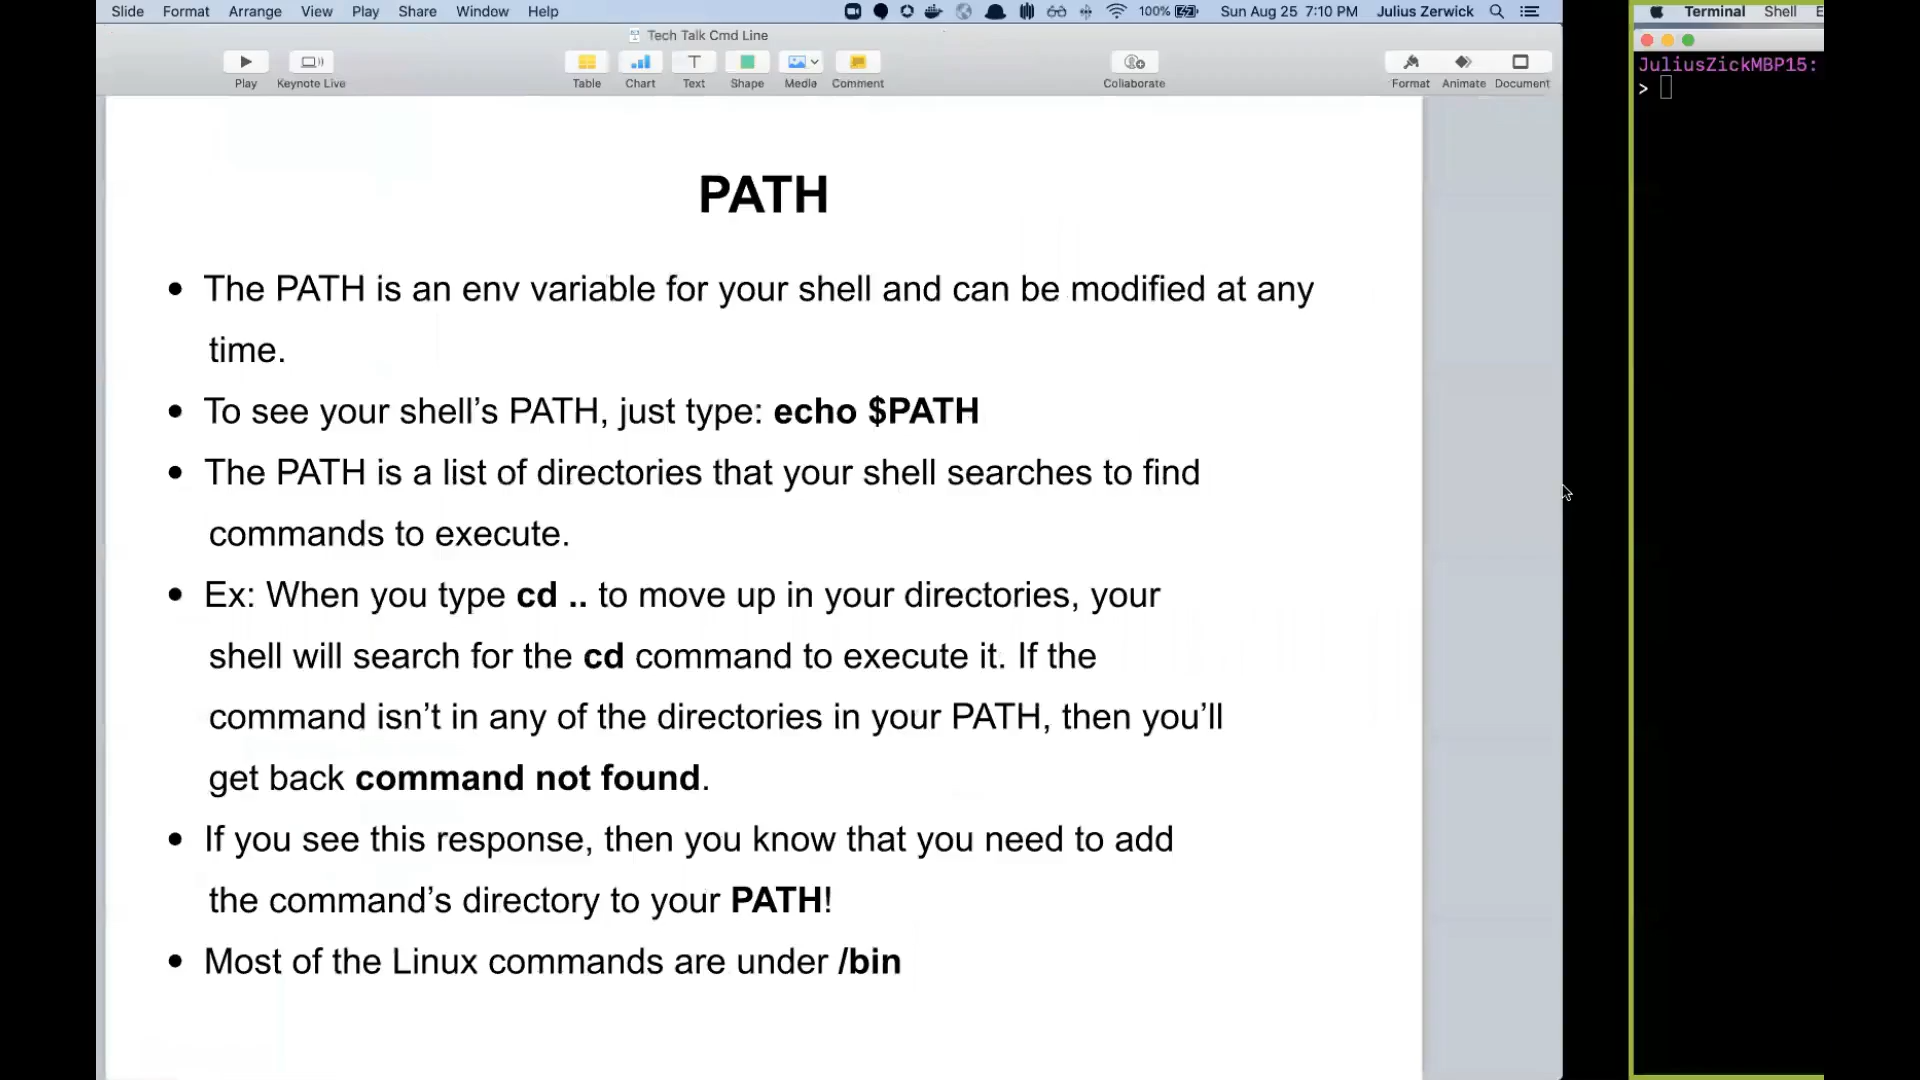 Slide Format Arrange View Play Share Window Help 100% Sun Aug 25 7:10 PM Julius Zerwick
Terminal Shell
Tech Talk Cmd Line
Play Keynote Live Table Chart Text Shape Media Comment Collaborate Format Animate Document
JuliusZickMBP15:
>
PATH
• The PATH is an env variable for your shell and can be modified at any
time.
• To see your shell’s PATH, just type: echo $PATH
• The PATH is a list of directories that your shell searches to find
commands to execute.
• Ex: When you type cd .. to move up in your directories, your
shell will search for the cd command to execute it. If the
command isn’t in any of the directories in your PATH, then you’ll
get back command not found.
• If you see this response, then you know that you need to add
the command’s directory to your PATH!
• Most of the Linux commands are under /bin